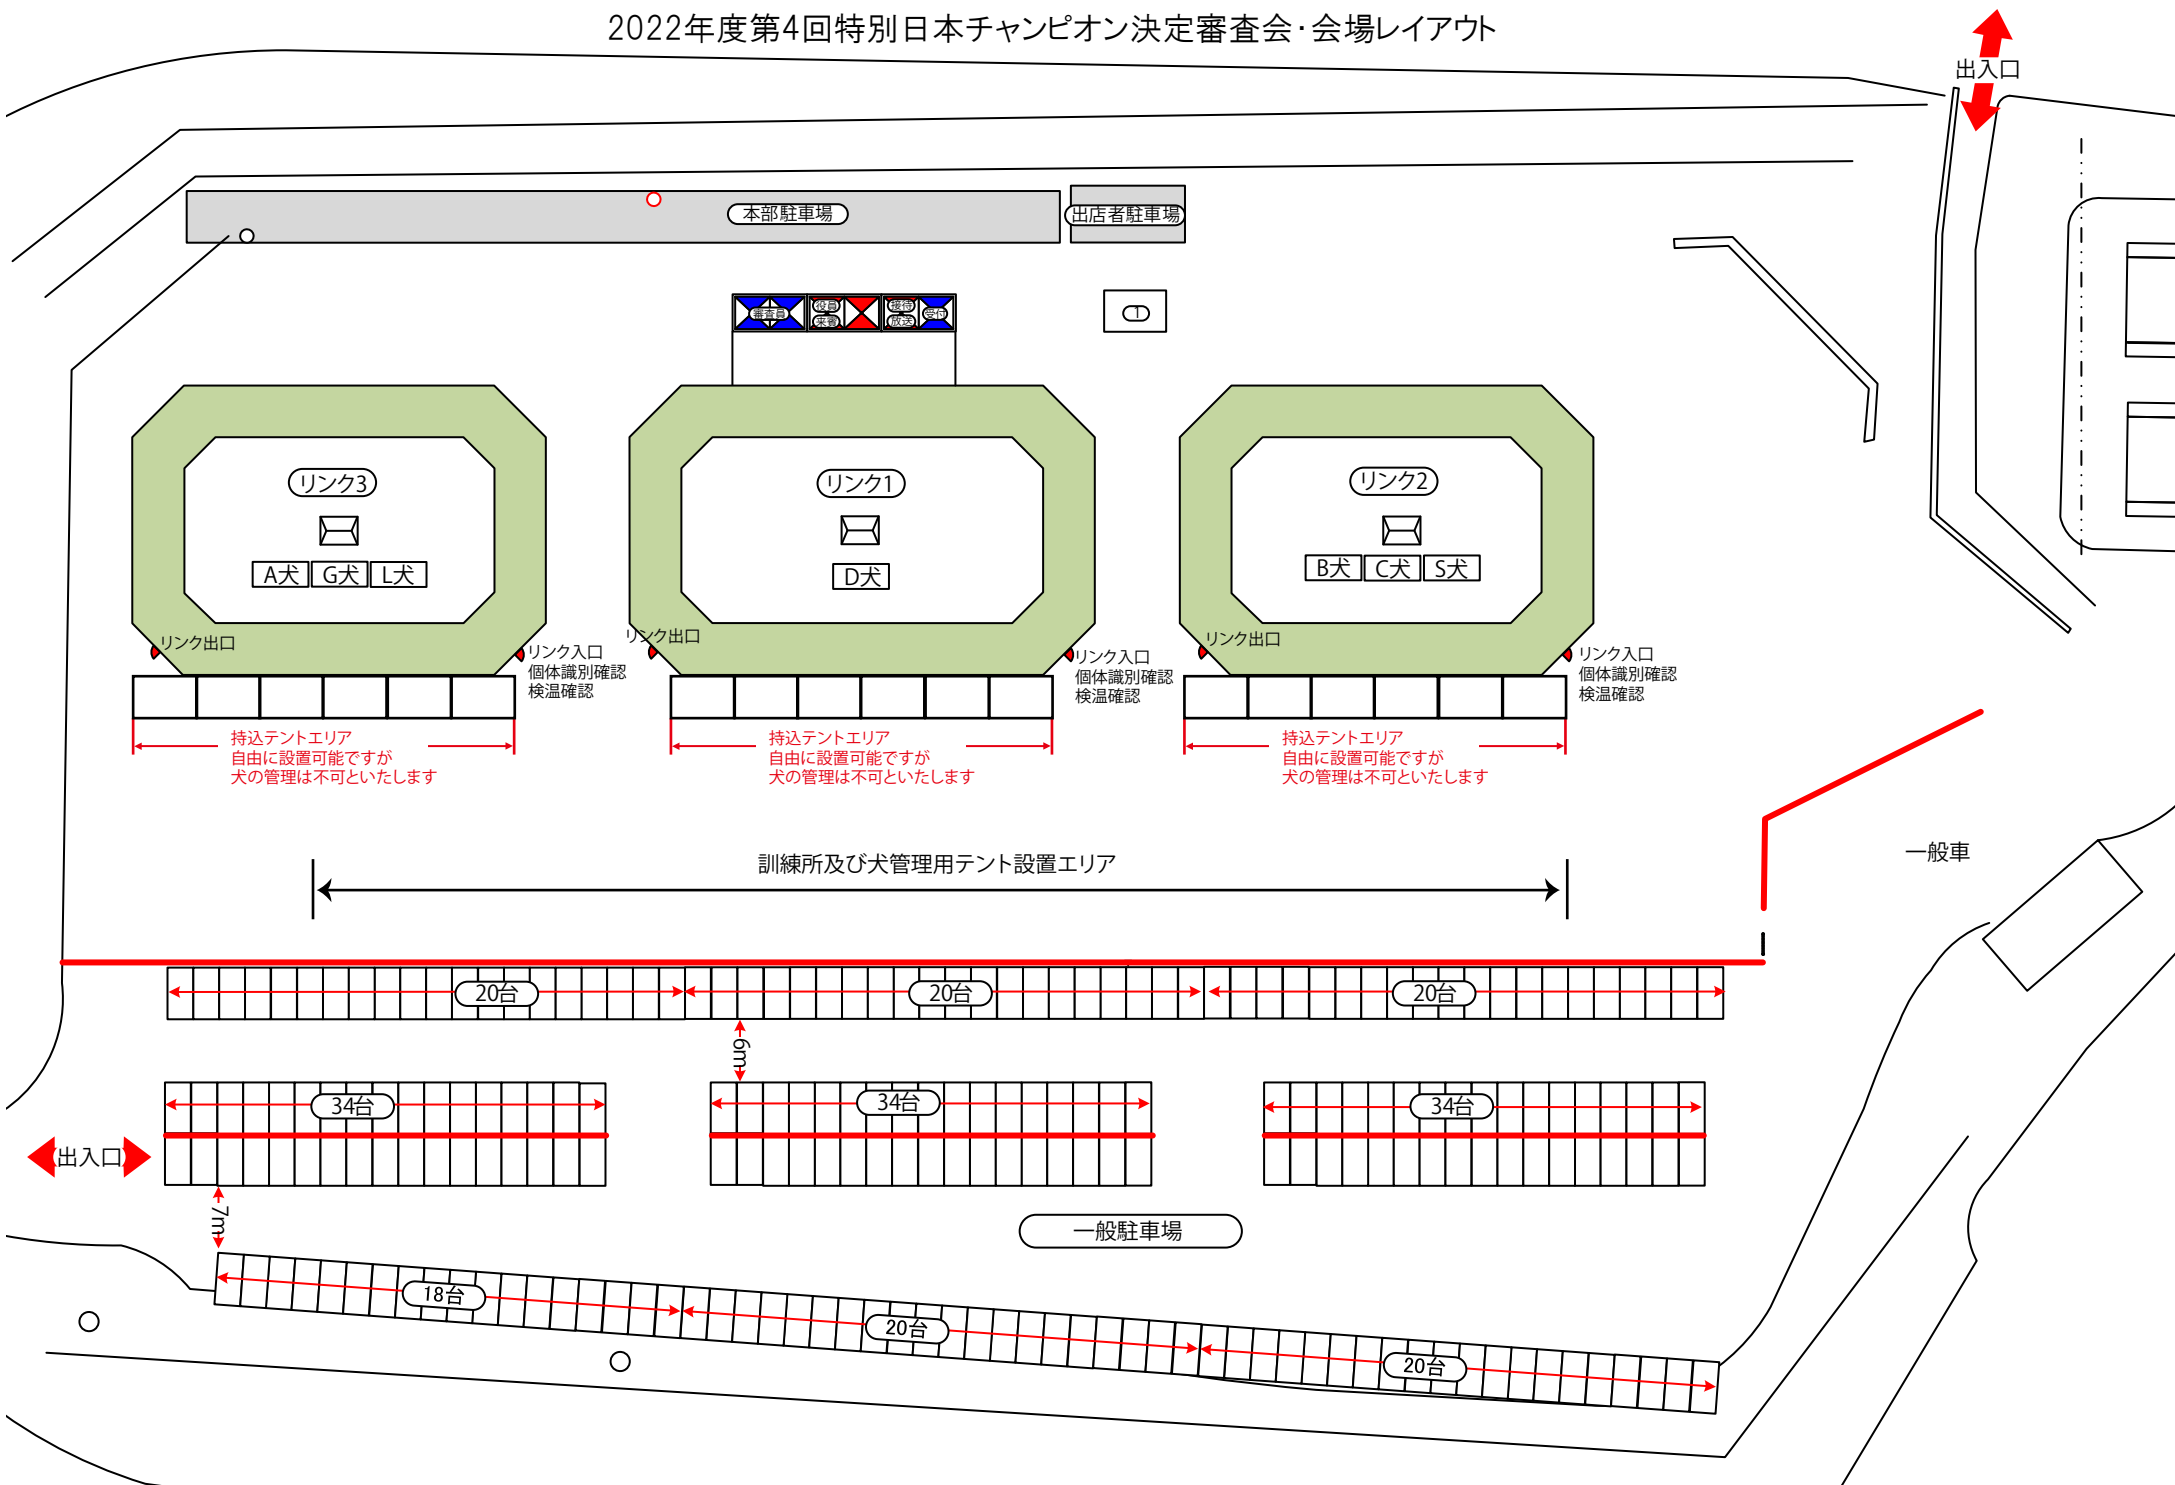 2022年度第4回特別日本チャンピオン決定審査会・会場レイアウト
出入口
本部駐車場
出店者駐車場
審査員
役員
来賓
接待
放送
受付
1
リンク3
A犬 G犬 L犬
リンク出口
リンク入口
個体識別確認
検温確認
リンク1
D犬
リンク出口
リンク入口
個体識別確認
検温確認
リンク2
B犬 C犬 S犬
リンク出口
リンク入口
個体識別確認
検温確認
持込テントエリア
自由に設置可能ですが
犬の管理は不可といたします
持込テントエリア
自由に設置可能ですが
犬の管理は不可といたします
持込テントエリア
自由に設置可能ですが
犬の管理は不可といたします
訓練所及び犬管理用テント設置エリア
一般車
20台
20台
20台
6m
34台
34台
34台
出入口
7m
一般駐車場
18台
20台
20台